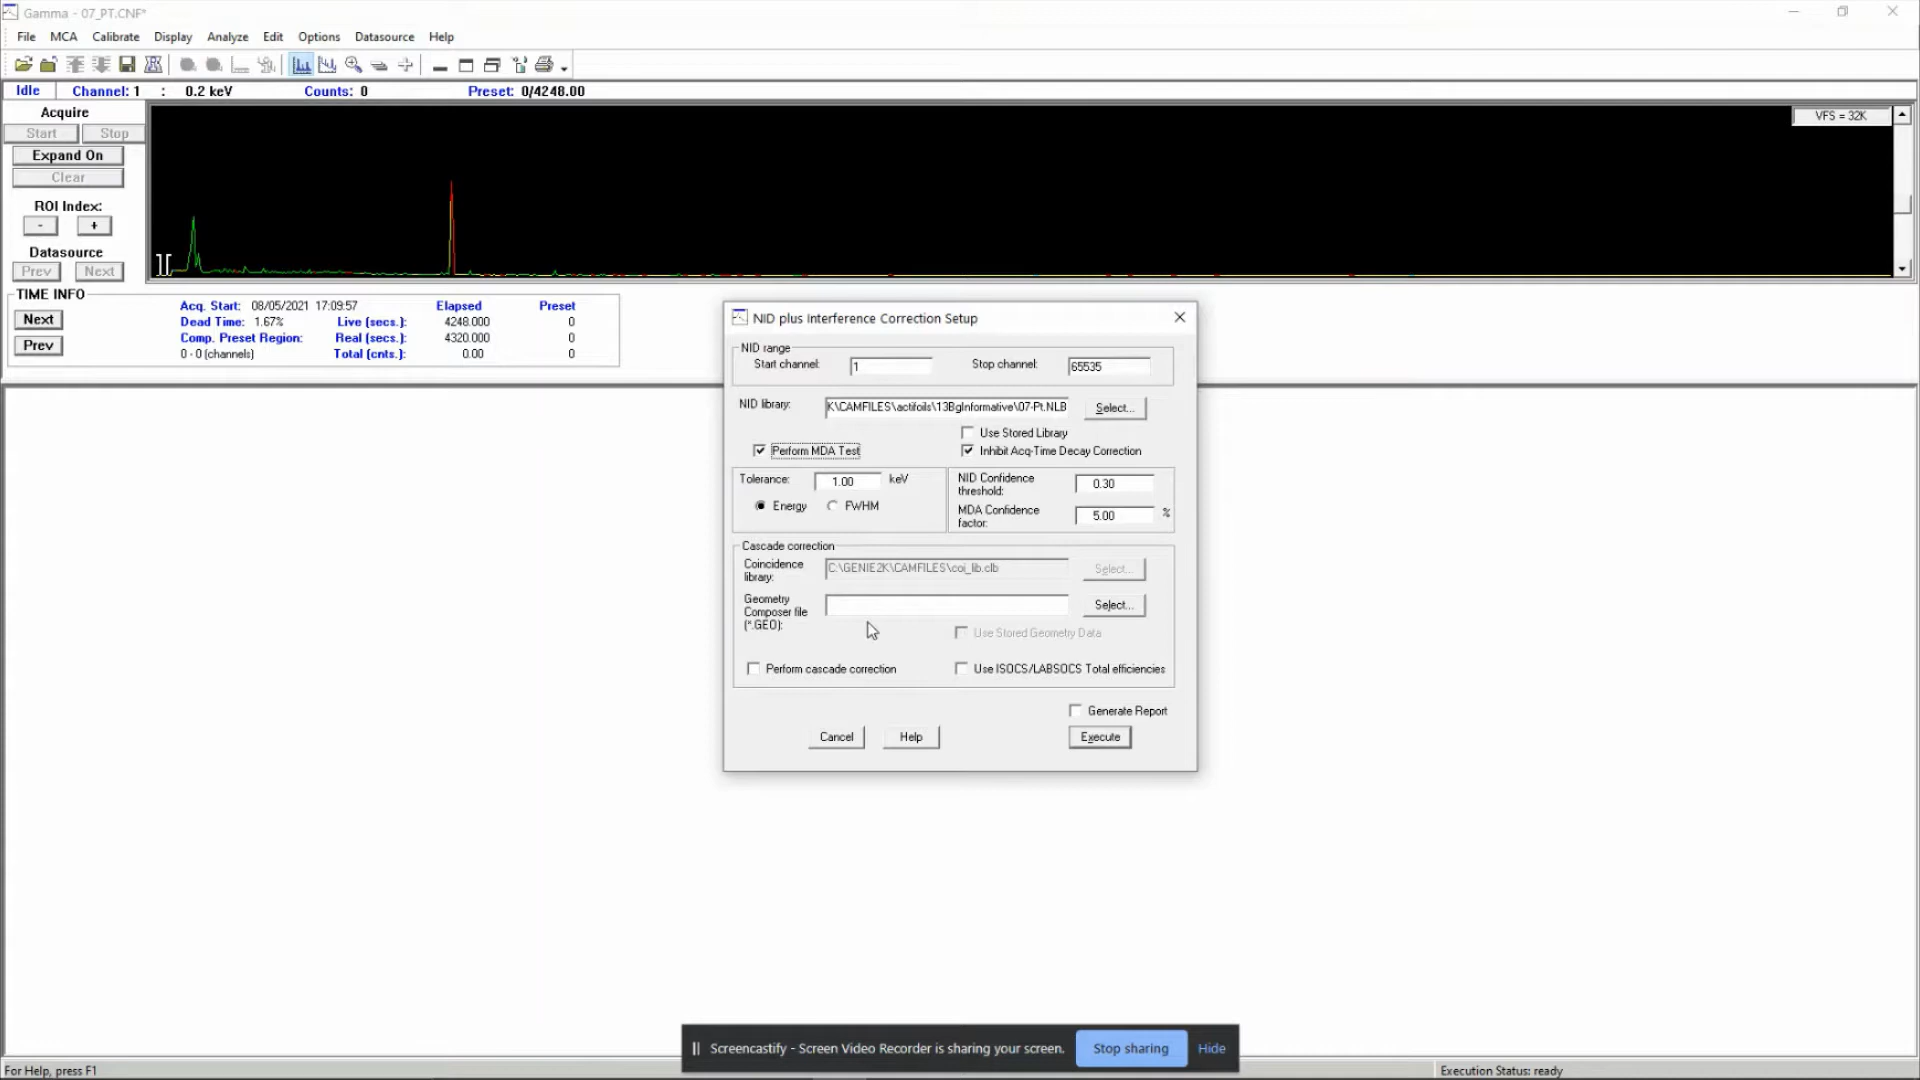 Gamma - 07_PT.CNF*
File MCA Calibrate Display Analyze Edit Options Datasource Help
Idle Channel: 1 : 0.2 keV Counts: 0 Preset: 0/4248.00
Acquire
Start Stop
Expand On
Clear
ROI Index:
- +
Datasource
Prev Next
VFS = 32K
TIME INFO
Next
Prev
Acq. Start: 08/05/2021 17:09:57 Elapsed Preset
Dead Time: 1.67% Live (secs.): 4248.000 0
Comp. Preset Region: Real (secs.): 4320.000 0
0 - 0 (channels) Total (cnts.): 0.00 0
NID plus Interference Correction Setup
NID range
Start channel: 1 Stop channel: 65535
NID library: K\CAMFILES\actifoils\13BgInformative\07-Pt.NLB Select...
Use Stored Library
Perform MDA Test Inhibit Acq-Time Decay Correction
Tolerance: 1.00 keV
Energy FWHM
NID Confidence
threshold: 0.30
MDA Confidence
factor: 5.00 %
Cascade correction
Coincidence
library: C:\GENIE2K\CAMFILES\coi_lib.clb Select...
Geometry
Composer file
(*.GEO): Select...
Use Stored Geometry Data
Perform cascade correction Use ISOCS/LABSOCS Total efficiencies
Generate Report
Cancel Help Execute
Screencastify - Screen Video Recorder is sharing your screen. Stop sharing Hide
For Help, press F1 Execution Status: ready